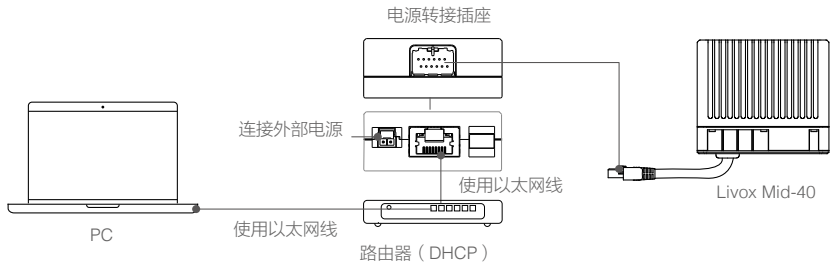 电源转接插座
连接外部电源
使用以太网线
Livox Mid-40
使用以太网线
PC
路由器（DHCP）